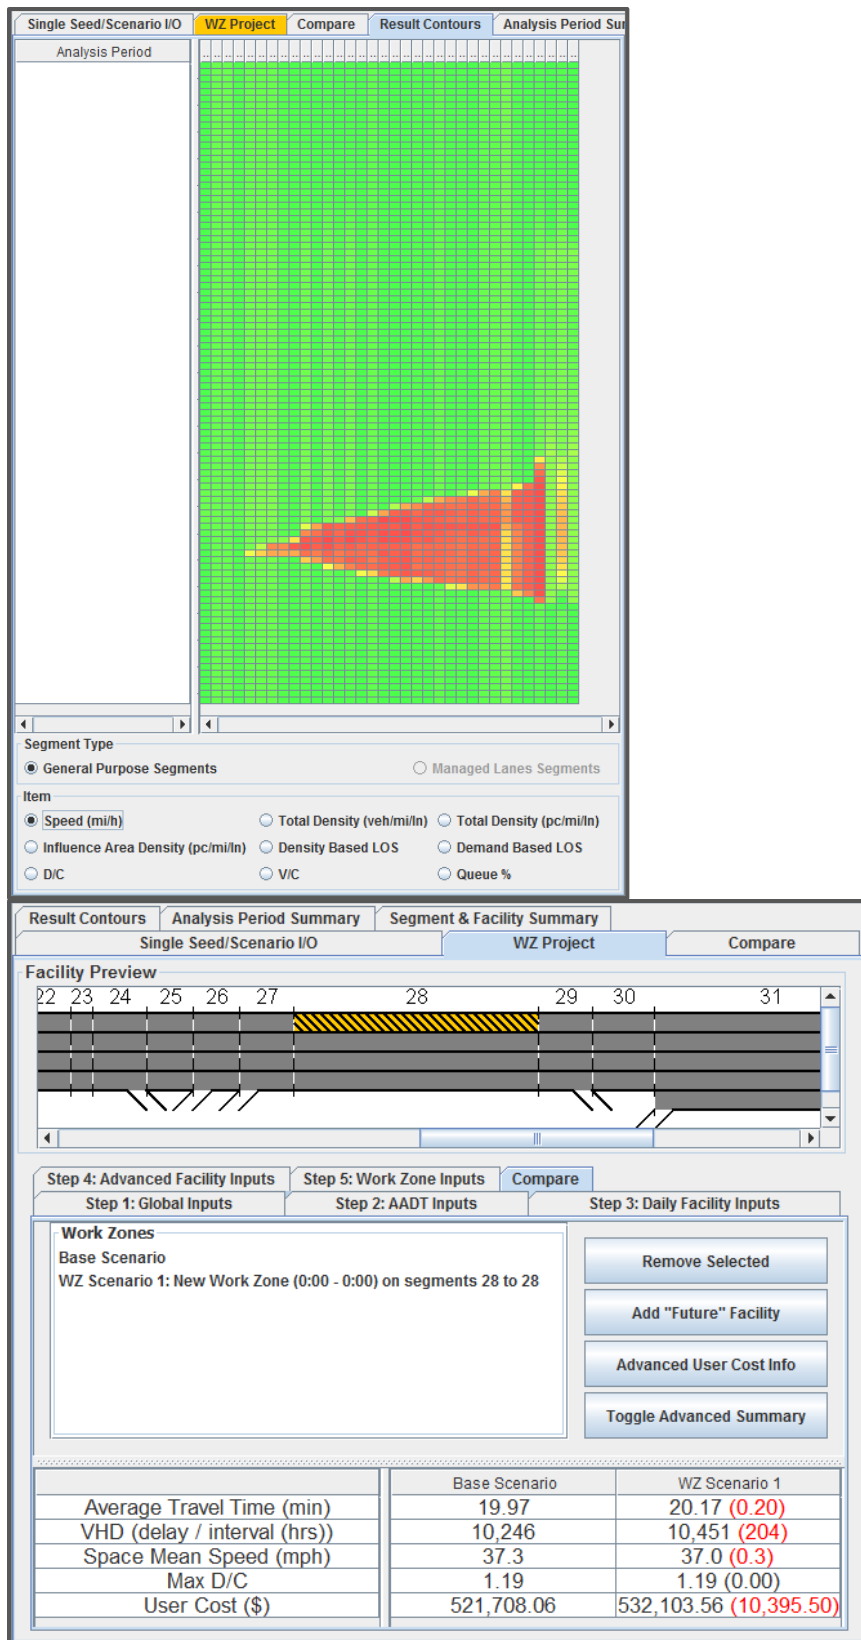 Single Seed/Scenario I/O WZ Project Compare Result Contours Analysis Period Sur
Analysis Period
.. .. .. .. .. .. .. .. .. .. .. .. .. .. .. .. .. .. .. .. .. .. .. .. .. .. .. .. .. .. .. .. .. ..
Segment Type
General Purpose Segments Managed Lanes Segments
Item
Speed (mi/h) Total Density (veh/mi/ln) Total Density (pc/mi/ln)
Influence Area Density (pc/mi/ln) Density Based LOS Demand Based LOS
D/C V/C Queue %
Result Contours Analysis Period Summary Segment & Facility Summary
Single Seed/Scenario I/O WZ Project Compare
Facility Preview
22 23 24 25 26 27 28 29 30 31
Step 4: Advanced Facility Inputs Step 5: Work Zone Inputs Compare
Step 1: Global Inputs Step 2: AADT Inputs Step 3: Daily Facility Inputs
Work Zones
Base Scenario
WZ Scenario 1: New Work Zone (0:00 - 0:00) on segments 28 to 28
Remove Selected
Add "Future" Facility
Advanced User Cost Info
Toggle Advanced Summary
Base Scenario WZ Scenario 1
Average Travel Time (min) 19.97 20.17 (0.20)
VHD (delay / interval (hrs)) 10,246 10,451 (204)
Space Mean Speed (mph) 37.3 37.0 (0.3)
Max D/C 1.19 1.19 (0.00)
User Cost ($) 521,708.06 532,103.56 (10,395.50)